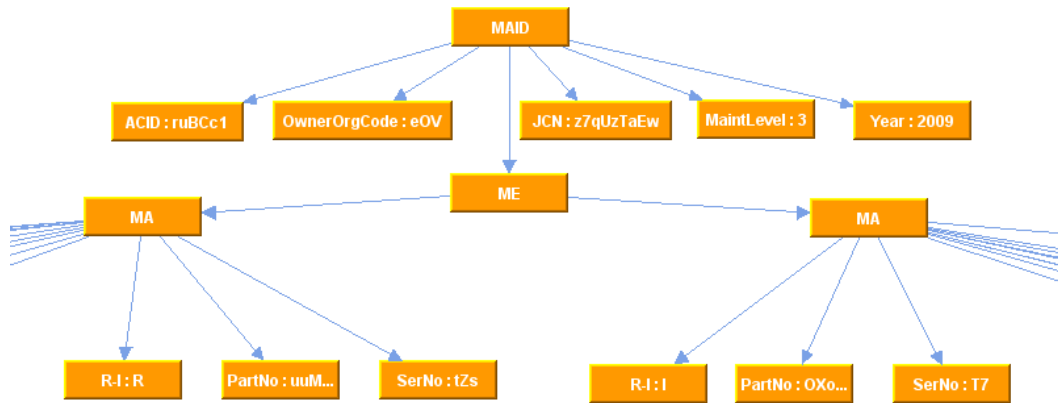 MAID
ACID : ruBCc1
OwnerOrgCode : eOV
JCN : z7qUzTaEw
MaintLevel : 3
Year : 2009
ME
MA
MA
R-I : R
PartNo : uuM...
SerNo : tZs
R-I : I
PartNo : OXo...
SerNo : T7